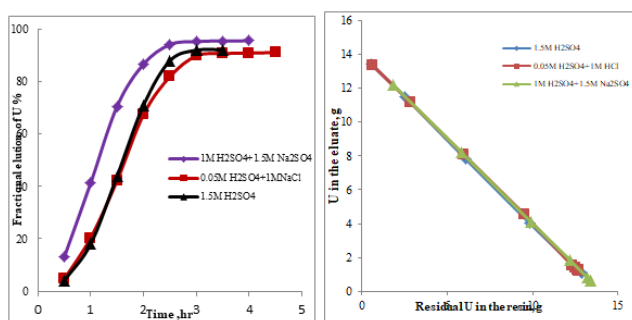 Fractional elution of U %
100
80
60
40
20
0
0
1
2
3
4
5
Time ,hr
1M H2SO4+1.5M Na2SO4
0.05M H2SO4+1MNaCl
1.5M H2SO4
U in the eluate, g
16
14
12
10
8
6
4
2
0
0
5
10
15
Residual U in the resin,g
1.5M H2SO4
0.05M H2SO4+1M HCl
1M H2SO4+1.5M Na2SO4